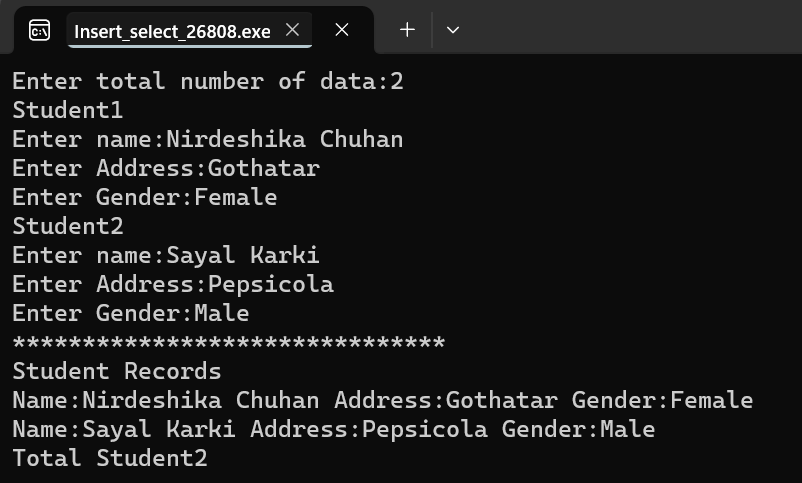 Insert_select_26808.exe
Enter total number of data:2
Student1
Enter name:Nirdeshika Chuhan
Enter Address:Gothatar
Enter Gender:Female
Student2
Enter name:Sayal Karki
Enter Address:Pepsicola
Enter Gender:Male
*******************************
Student Records
Name:Nirdeshika Chuhan Address:Gothatar Gender:Female
Name:Sayal Karki Address:Pepsicola Gender:Male
Total Student2